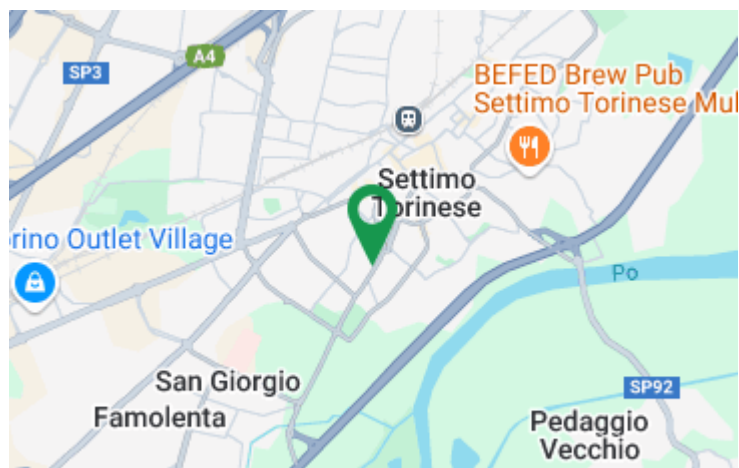 A4
SP3
BEFED Brew Pub
Settimo Torinese Mul
Settimo
Torinese
orino Outlet Village
Po
San Giorgio
SP92
Famolenta
Pedaggio
Vecchio